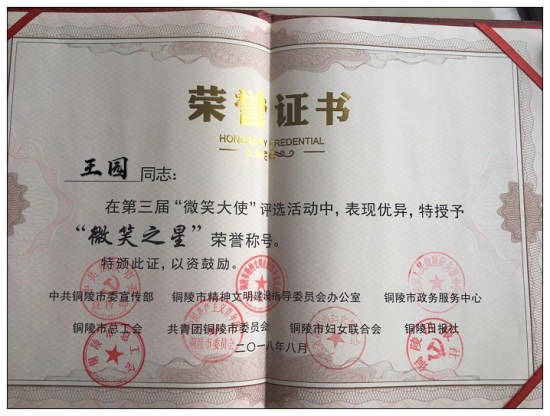 荣誉证书
HONORARY CREDENTIAL
王园 同志：
在第三届“微笑大使”评选活动中，表现优异，特授予
“微笑之星”荣誉称号。
特颁此证，以资鼓励。
中共铜陵市委宣传部 铜陵市精神文明建设指导委员会办公室 铜陵市政务服务中心
铜陵市总工会 共青团铜陵市委员会 铜陵市妇女联合会 铜陵日报社
二〇一八年八月